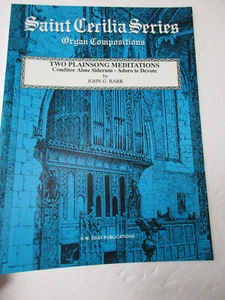 Saint Cecilia Series
Organ Compositions
TWO PLAINSONG MEDITATIONS
Conditor Alme Siderum - Adoro te Devote
by
JOHN G. BARR
H.W. GRAY PUBLICATIONS